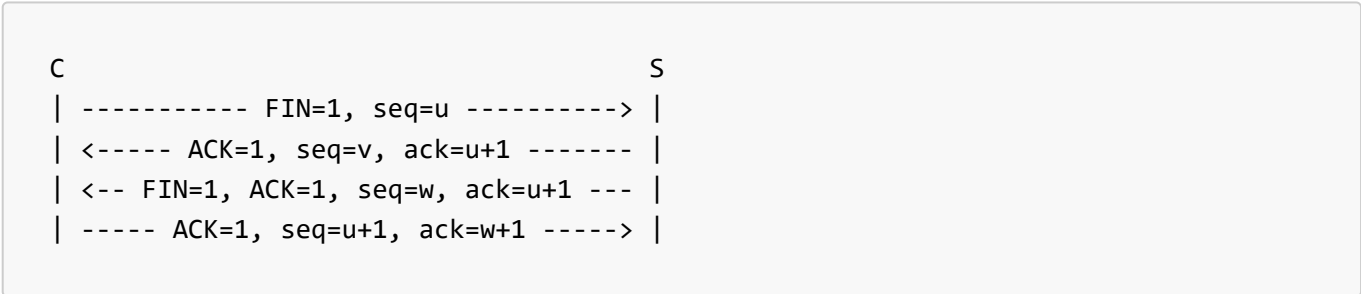 C                                     S
| ----------- FIN=1, seq=u ----------> |
| <----- ACK=1, seq=v, ack=u+1 ------- |
| <-- FIN=1, ACK=1, seq=w, ack=u+1 --- |
| ----- ACK=1, seq=u+1, ack=w+1 -----> |